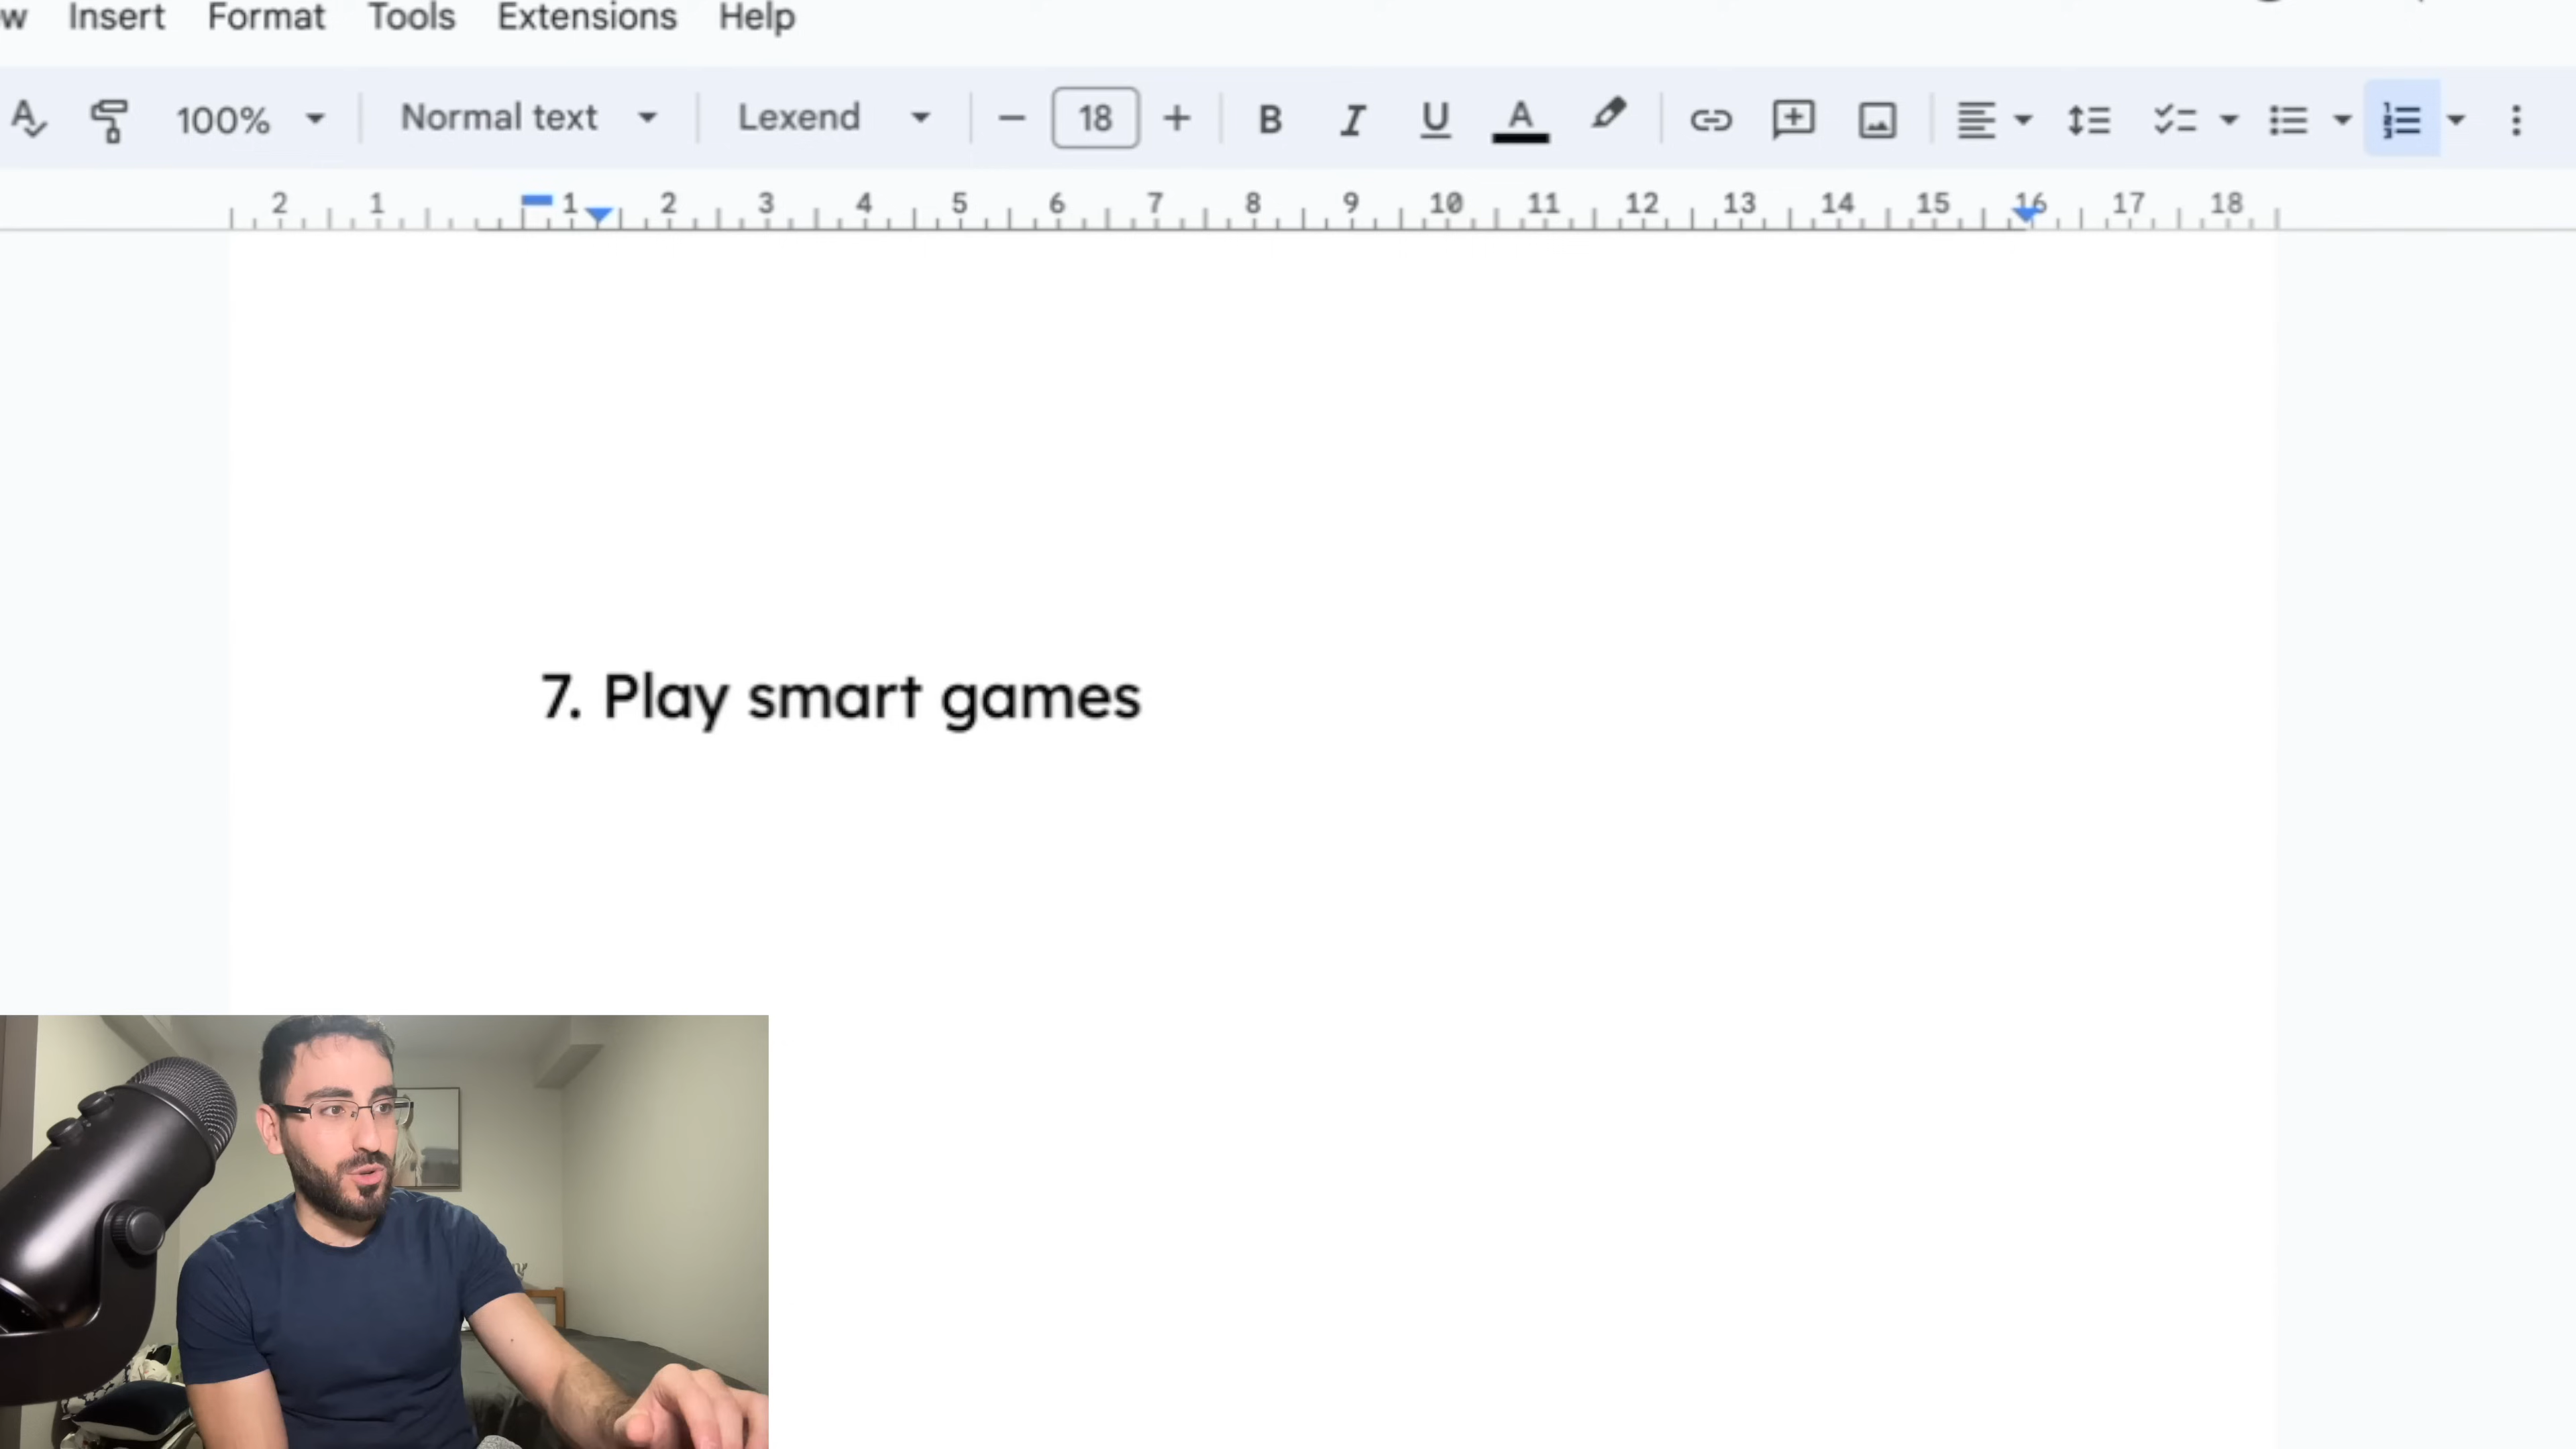 Insert Format Tools Extensions Help
100% Normal text Lexend 18 B I U A
2 1 1 2 3 4 5 6 7 8 9 10 11 12 13 14 15 16 17 18
7. Play smart games